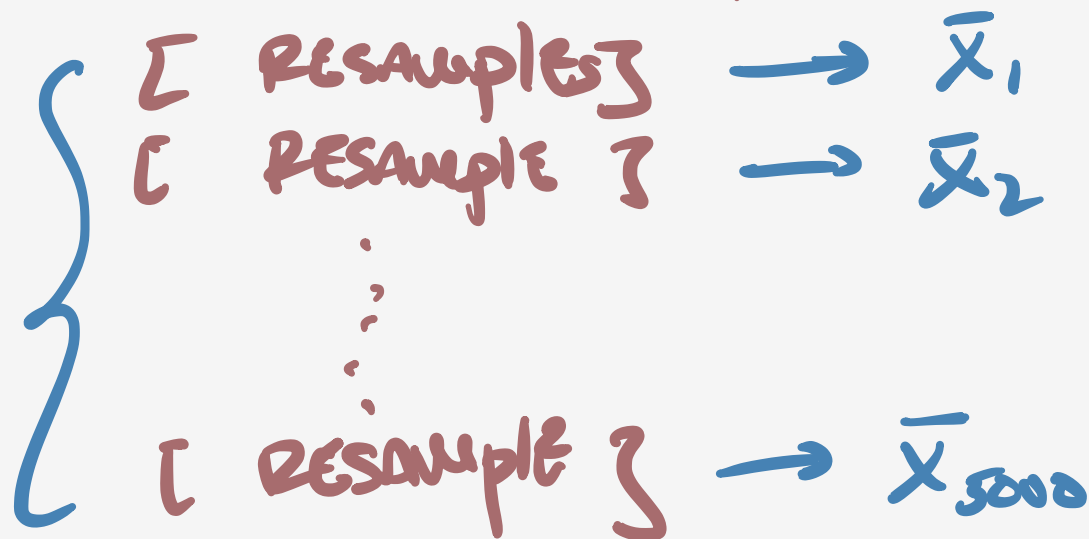 [ RESAMPlEs] → X̄₁
[ RESAMPlE ] → X̄₂
[ RESAMPlE ] → X̄₅₀₀₀